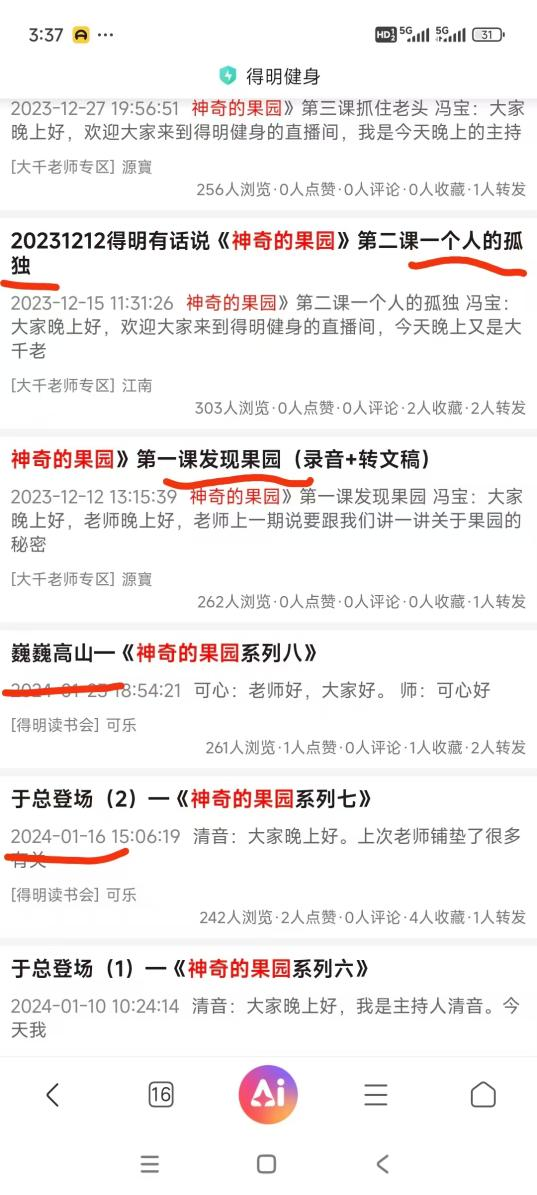 3:37
HD 5G 5G 31
得明健身
2023-12-27 19:56:51 神奇的果园》第三课抓住老头 冯宝：大家
晚上好，欢迎大家来到得明健身的直播间，我是今天晚上的主持
[大千老师专区] 源寶
256人浏览·0人点赞·0人评论·0人收藏·1人转发
20231212得明有话说《神奇的果园》第二课一个人的孤
独
2023-12-15 11:31:26 神奇的果园》第二课一个人的孤独 冯宝：
大家晚上好，欢迎大家来到得明健身的直播间，今天晚上又是大
千老
[大千老师专区] 江南
303人浏览·0人点赞·0人评论·2人收藏·2人转发
神奇的果园》第一课发现果园（录音+转文稿）
2023-12-12 13:15:39 神奇的果园》第一课发现果园 冯宝：大家
晚上好，老师晚上好，老师上一期说要跟我们讲一讲关于果园的
秘密
[大千老师专区] 源寶
262人浏览·0人点赞·0人评论·0人收藏·1人转发
巍巍高山—《神奇的果园系列八》
2024-01-23 18:54:21 可心：老师好，大家好。 师：可心好
[得明读书会] 可乐
261人浏览·1人点赞·0人评论·1人收藏·2人转发
于总登场（2）—《神奇的果园系列七》
2024-01-16 15:06:19 清音：大家晚上好。上次老师铺垫了很多
有关
[得明读书会] 可乐
242人浏览·2人点赞·0人评论·4人收藏·1人转发
于总登场（1）—《神奇的果园系列六》
2024-01-10 10:24:14 清音：大家晚上好，我是主持人清音。今
天我
16
Ai